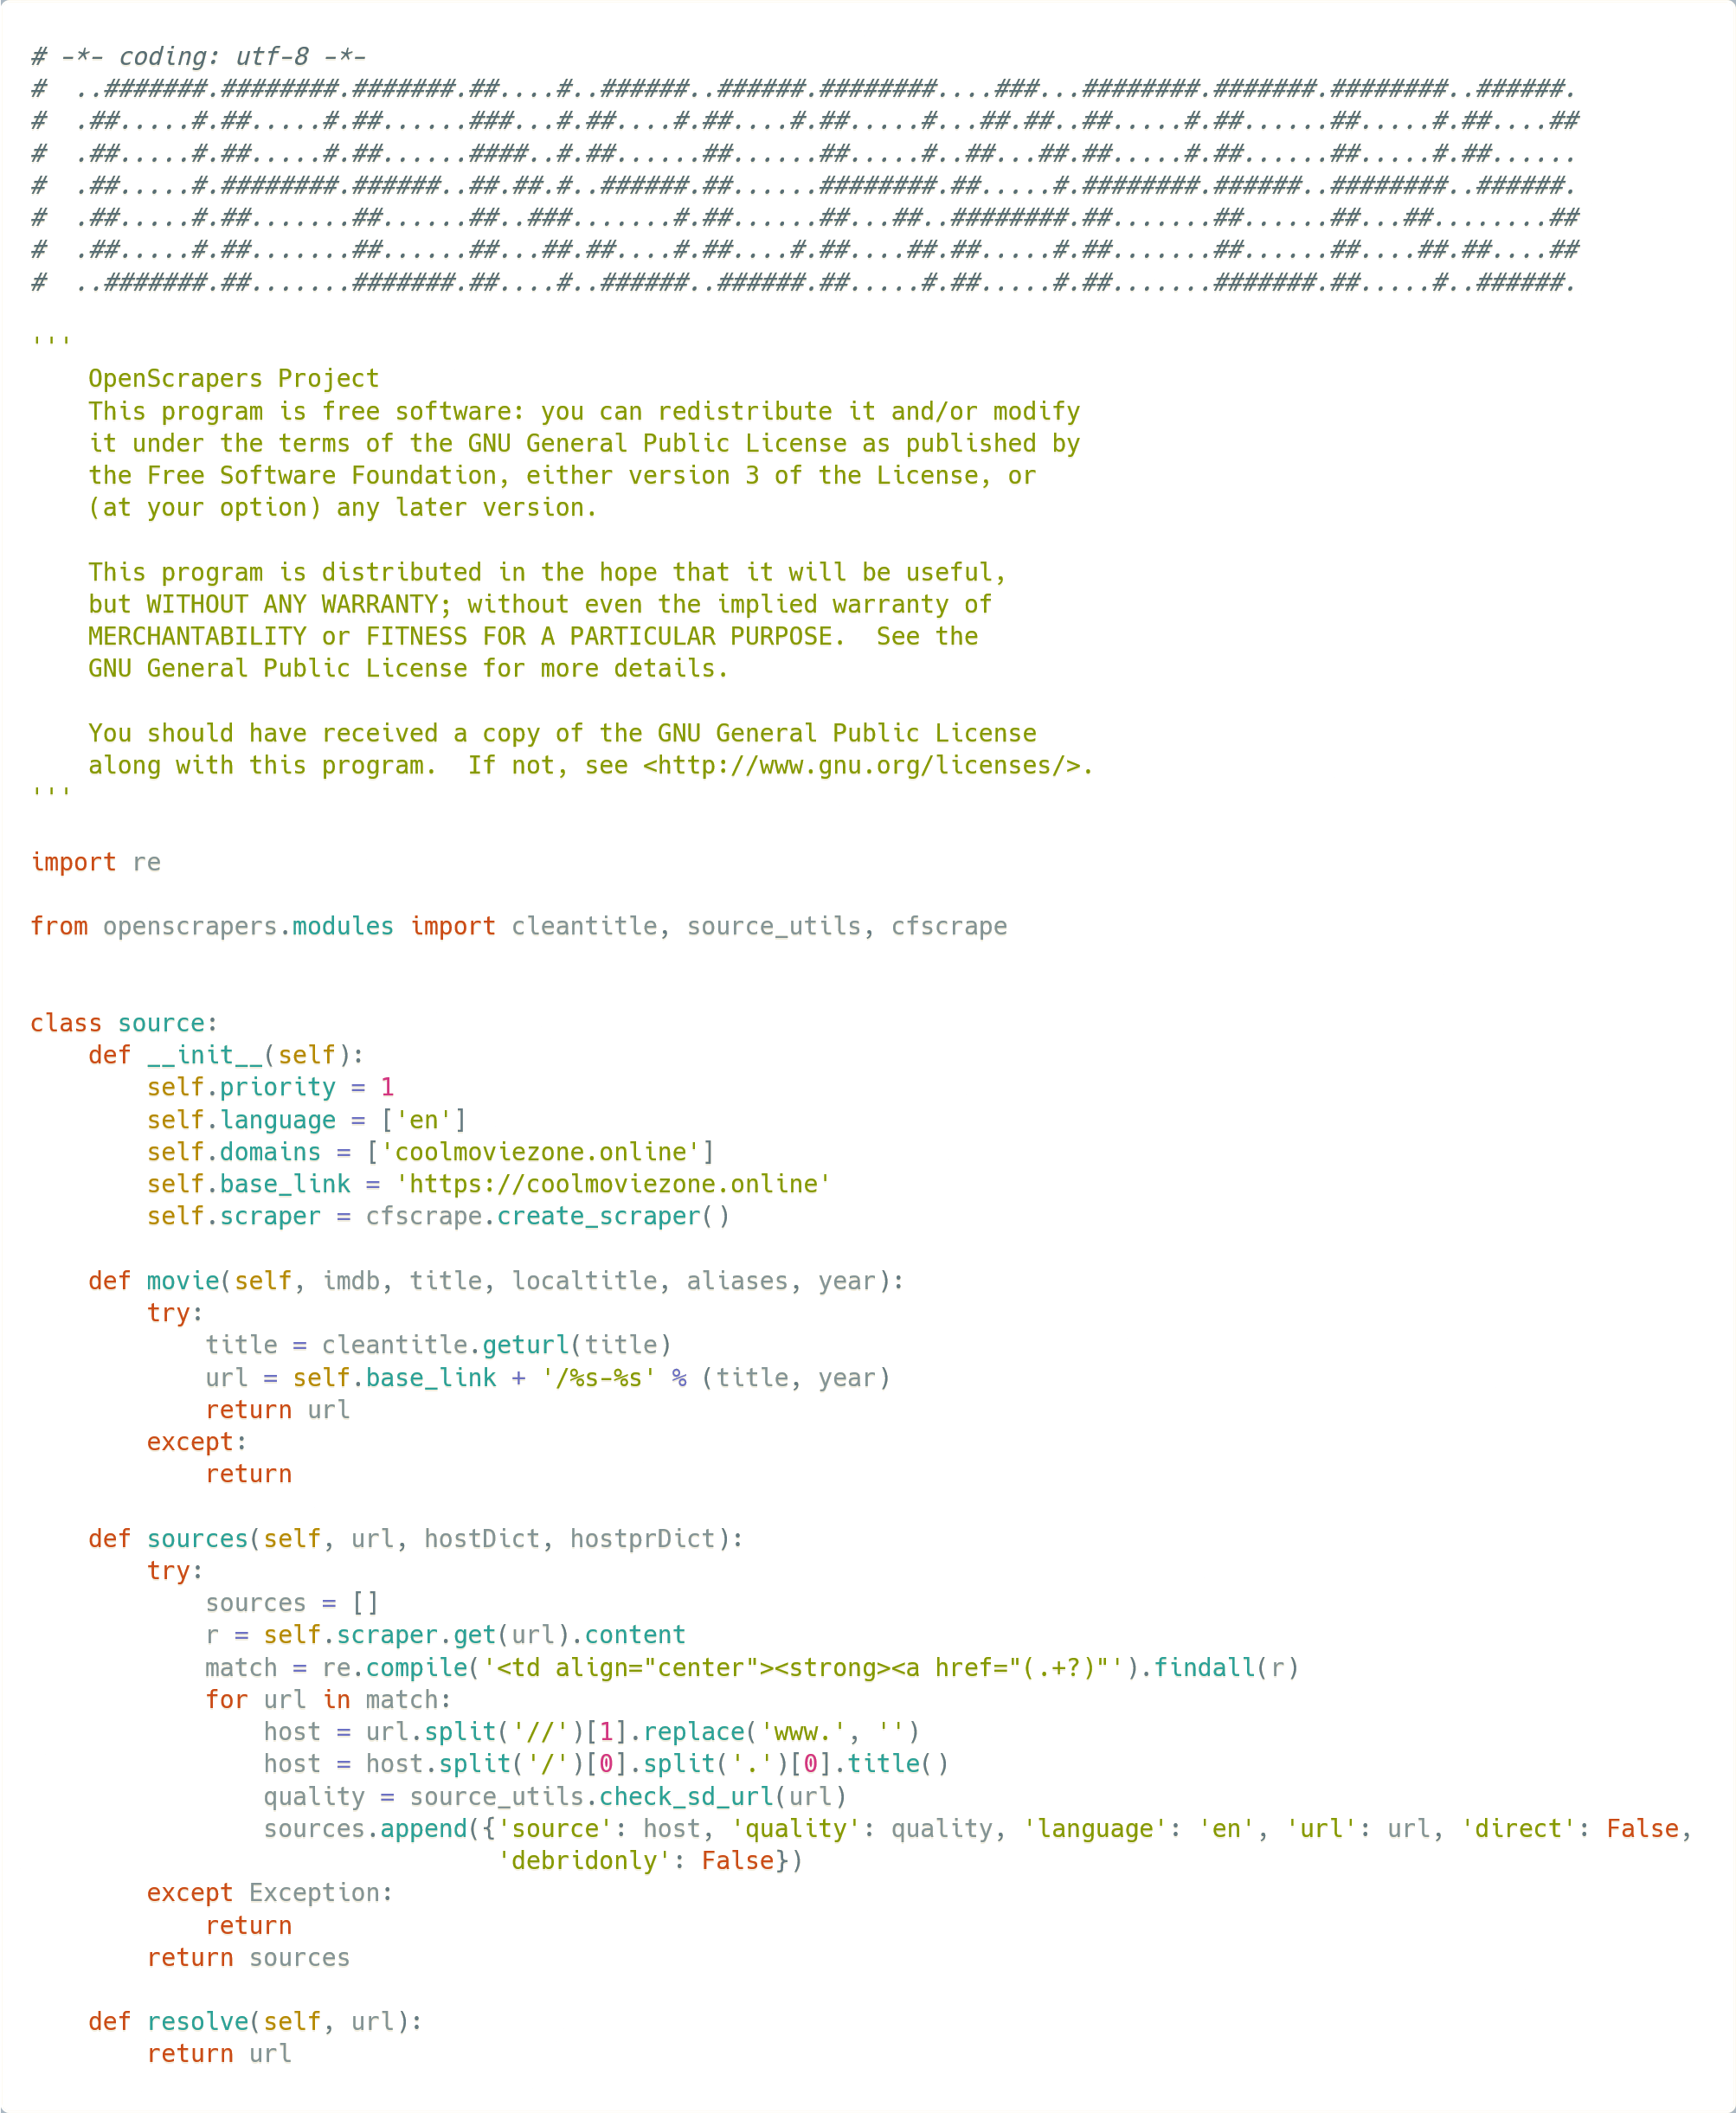 # -*- coding: utf-8 -*-
#  ..#######.########.#######.##....#..######..######.########....###...########.#######.########..######.
#  .##.....#.##.....#.##......###...#.##....#.##....#.##.....#...##.##..##.....#.##......##.....#.##....##
#  .##.....#.##.....#.##......####..#.##......##......##.....#..##...##.##.....#.##......##.....#.##......
#  .##.....#.########.######..##.##.#..######.##......########.##.....#.########.######..########..######.
#  .##.....#.##.......##......##..###.......#.##......##...##..########.##.......##......##...##........##
#  .##.....#.##.......##......##...##.##....#.##....#.##....##.##.....#.##.......##......##....##.##....##
#  ..#######.##.......#######.##....#..######..######.##.....#.##.....#.##.......#######.##.....#..######.

'''
    OpenScrapers Project
    This program is free software: you can redistribute it and/or modify
    it under the terms of the GNU General Public License as published by
    the Free Software Foundation, either version 3 of the License, or
    (at your option) any later version.

    This program is distributed in the hope that it will be useful,
    but WITHOUT ANY WARRANTY; without even the implied warranty of
    MERCHANTABILITY or FITNESS FOR A PARTICULAR PURPOSE.  See the
    GNU General Public License for more details.

    You should have received a copy of the GNU General Public License
    along with this program.  If not, see <http://www.gnu.org/licenses/>.
'''

import re

from openscrapers.modules import cleantitle, source_utils, cfscrape


class source:
    def __init__(self):
        self.priority = 1
        self.language = ['en']
        self.domains = ['coolmoviezone.online']
        self.base_link = 'https://coolmoviezone.online'
        self.scraper = cfscrape.create_scraper()

    def movie(self, imdb, title, localtitle, aliases, year):
        try:
            title = cleantitle.geturl(title)
            url = self.base_link + '/%s-%s' % (title, year)
            return url
        except:
            return

    def sources(self, url, hostDict, hostprDict):
        try:
            sources = []
            r = self.scraper.get(url).content
            match = re.compile('<td align="center"><strong><a href="(.+?)"').findall(r)
            for url in match:
                host = url.split('//')[1].replace('www.', '')
                host = host.split('/')[0].split('.')[0].title()
                quality = source_utils.check_sd_url(url)
                sources.append({'source': host, 'quality': quality, 'language': 'en', 'url': url, 'direct': False,
                                'debridonly': False})
        except Exception:
            return
        return sources

    def resolve(self, url):
        return url